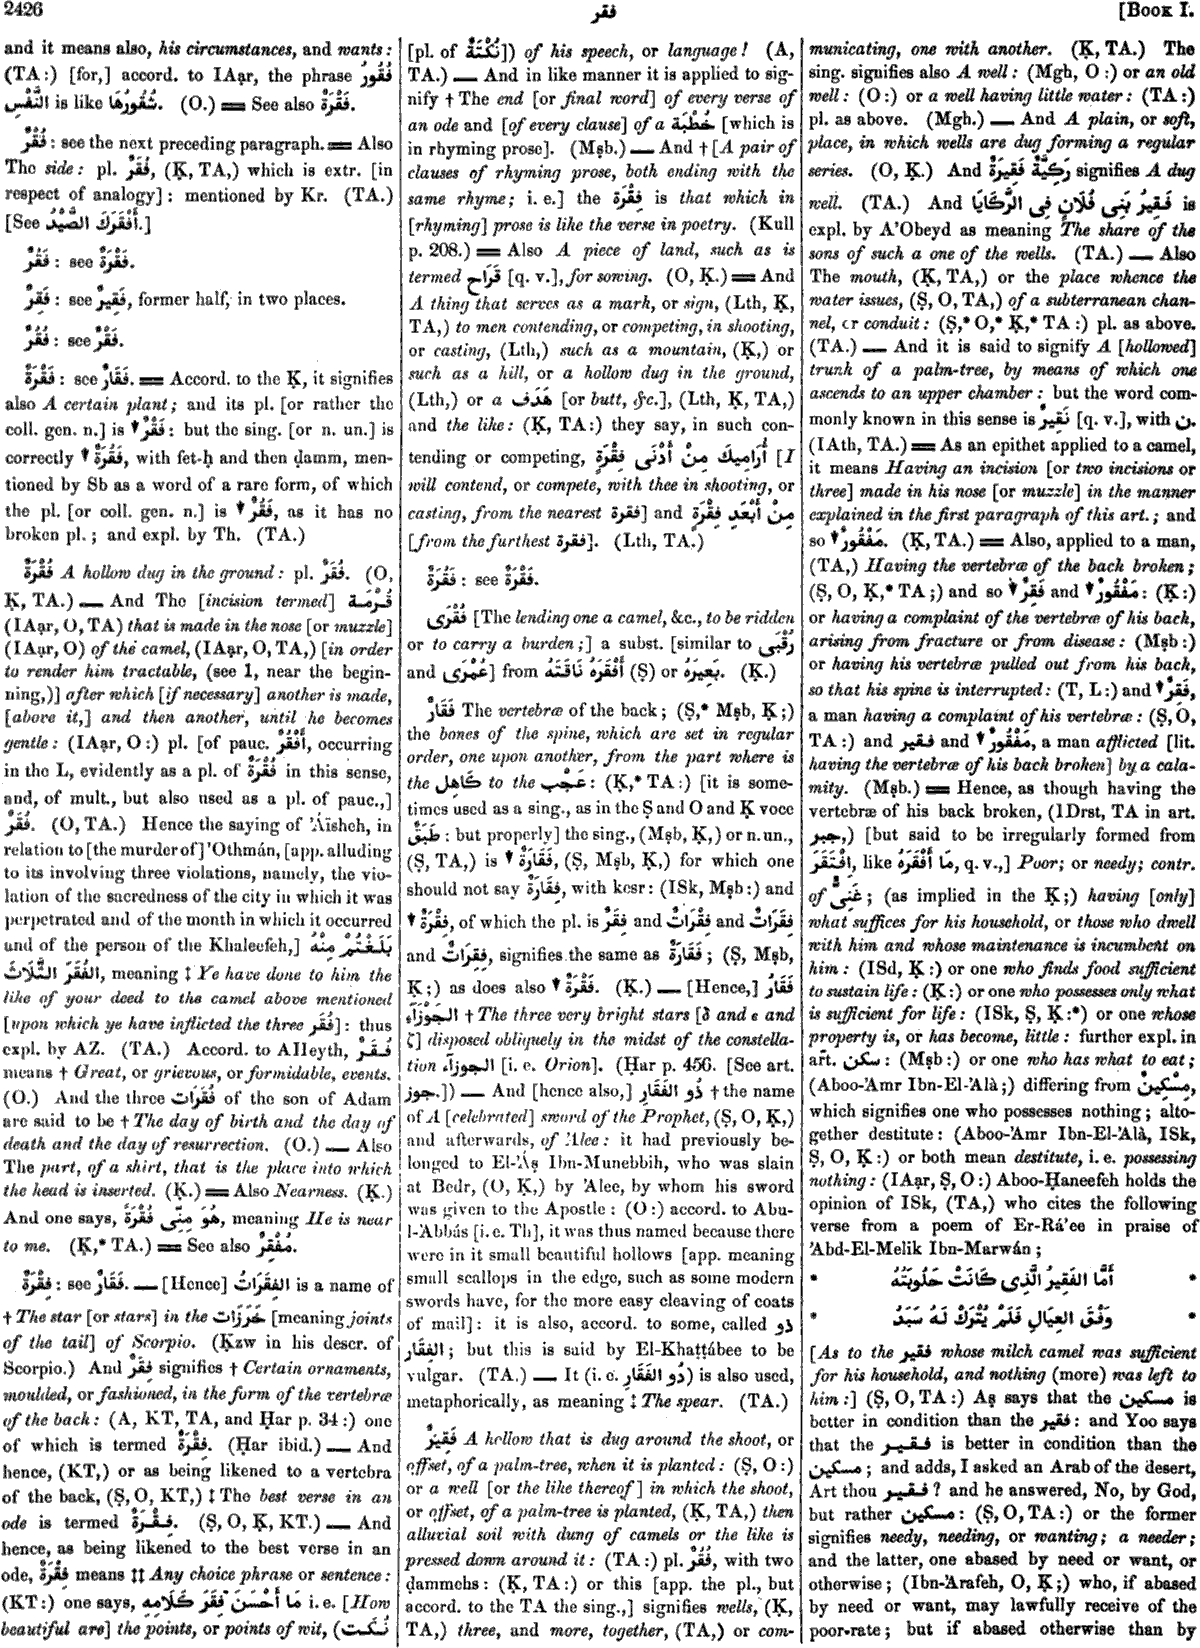 2426
فقر
[Book I.
and it means also, his circumstances, and wants:
(TA:) [for,] accord. to IAạr, the phrase فُقُورُ
النَّفْسِ is like شُقُورُهَا. (O.) ═ See also فَقْرَةٌ.
فُقْرٌ: see the next preceding paragraph. ═ Also
The side: pl. فُقَرٌ, (Ḳ, TA,) which is extr. [in
respect of analogy]: mentioned by Kr. (TA.)
[See أَفْقَرَكَ الصَّيْدُ.]
فِقْرٌ: see فِقْرَةٌ.
فَقِرٌ: see فَقِيرٌ, former half, in two places.
فُقُرٌ: see فَقْرٌ.
فَقْرَةٌ: see فَقَارٌ. ═ Accord. to the Ḳ, it signifies
also A certain plant; and its pl. [or rather the
coll. gen. n.] is فَقْرٌ: but the sing. [or n. un.] is
correctly فَقُرَةٌ, with fet-ḥ and then ḍamm, men-
tioned by Sb as a word of a rare form, of which
the pl. [or coll. gen. n.] is فَقُرٌ, as it has no
broken pl.; and expl. by Th. (TA.)
فُقْرَةٌ A hollow dug in the ground: pl. فُقَرٌ. (O,
Ḳ, TA.) — And The [incision termed] قُرْمَة
(IAạr, O, TA) that is made in the nose [or muzzle]
(IAạr, O) of the camel, (IAạr, O, TA,) [in order
to render him tractable, (see 1, near the begin-
ning,)] after which [if necessary] another is made,
[above it,] and then another, until he becomes
gentle: (IAạr, O:) pl. [of pauc. أَفْقُرٌ, occurring
in the L, evidently as a pl. of فُقْرَةٌ in this sense,
and, of mult., but also used as a pl. of pauc.,]
فُقَرٌ. (O, TA.) Hence the saying of 'Áïsheh, in
relation to [the murder of] 'Othmán, [app. alluding
to its involving three violations, namely, the vio-
lation of the sacredness of the city in which it was
perpetrated and of the month in which it occurred
and of the person of the Khaleefeh,] بَلَغْتُمْ مِنْهُ
الفُقَرَ الثَّلَاثَ, meaning ‡ Ye have done to him the
like of your deed to the camel above mentioned
[upon which ye have inflicted the three فُقَر]: thus
expl. by AZ. (TA.) Accord. to AHeyth, فُقَرٌ
means † Great, or grievous, or formidable, events.
(O.) And the three فُقَرَات of the son of Adam
are said to be † The day of birth and the day of
death and the day of resurrection. (O.) — Also
The part, of a shirt, that is the place into which
the head is inserted. (Ḳ.) ═ Also Nearness. (Ḳ.)
And one says, هُوَ مِنِّى فُقْرَةً, meaning He is near
to me. (Ḳ,* TA.) ═ See also مُفْقِرٌ.
فِقْرَةٌ: see فَقَارٌ. — [Hence] الفِقَرَاتُ is a name of
† The star [or stars] in the خَرَزَات [meaning joints
of the tail] of Scorpio. (Ḳzw in his descr. of
Scorpio.) And فِقَرٌ signifies † Certain ornaments,
moulded, or fashioned, in the form of the vertebræ
of the back: (A, KT, TA, and Ḥar p. 34:) one
of which is termed فِقْرَةٌ. (Ḥar ibid.) — And
hence, (KT,) or as being likened to a vertebra
of the back, (Ṣ, O, KT,) ‡ The best verse in an
ode is termed فِقْرَةٌ. (Ṣ, O, Ḳ, KT.) — And
hence, as being likened to the best verse in an
ode, فِقْرَةٌ means ‡‡ Any choice phrase or sentence:
(KT:) one says, مَا أَحْسَنَ فِقَرَ كَلَامِهِ i. e. [How
beautiful are] the points, or points of wit, (نُكَت
[pl. of نُكْتَةٌ]) of his speech, or language! (A,
TA.) — And in like manner it is applied to sig-
nify † The end [or final word] of every verse of
an ode and [of every clause] of a خُطْبَة [which is
in rhyming prose]. (Mṣb.) — And † [A pair of
clauses of rhyming prose, both ending with the
same rhyme; i. e.] the فِقْرَة is that which in
[rhyming] prose is like the verse in poetry. (Kull
p. 208.) ═ Also A piece of land, such as is
termed قَرَاح [q. v.], for sowing. (O, Ḳ.) ═ And
A thing that serves as a mark, or sign, (Lth, Ḳ,
TA,) to men contending, or competing, in shooting,
or casting, (Lth,) such as a mountain, (Ḳ,) or
such as a hill, or a hollow dug in the ground,
(Lth,) or a هَدَف [or butt, &c.], (Lth, Ḳ, TA,)
and the like: (Ḳ, TA:) they say, in such con-
tending or competing, أُرَامِيكَ مِنْ أَدْنَى فِقْرَةٍ [I
will contend, or compete, with thee in shooting, or
casting, from the nearest فقرة] and مِنْ أَبْعَدِ فِقْرَةٍ
[from the furthest فقرة]. (Lth, TA.)
فَقُرَةٌ: see فَقْرَةٌ.
فُقْرَى [The lending one a camel, &c., to be ridden
or to carry a burden;] a subst. [similar to رُقْبَى
and عُمْرَى] from أَفْقَرَهُ نَاقَتَهُ (Ṣ) or بَعِيرَهُ. (Ḳ.)
فَقَارٌ The vertebræ of the back; (Ṣ,* Mṣb, Ḳ;)
the bones of the spine, which are set in regular
order, one upon another, from the part where is
the كَاهِل to the عَجْب: (Ḳ,* TA:) [it is some-
times used as a sing., as in the Ṣ and O and Ḳ voce
طَبَقٌ: but properly] the sing., (Mṣb, Ḳ,) or n. un.,
(Ṣ, TA,) is فَقَارَةٌ, (Ṣ, Mṣb, Ḳ,) for which one
should not say فِقَارَةٌ, with kesr: (ISk, Mṣb:) and
فِقْرَةٌ, of which the pl. is فِقَرٌ and فِقْرَاتٌ and فِقَرَاتٌ
and فِقِرَاتٌ, signifies the same as فَقَارَةٌ; (Ṣ, Mṣb,
Ḳ;) as does also فَقْرَةٌ. (Ḳ.) — [Hence,] فَقَارُ
الجَوْزَآءِ † The three very bright stars [δ and ε and
ζ] disposed obliquely in the midst of the constella-
tion الجوزآء [i. e. Orion]. (Ḥar p. 456. [See art.
جوز.]) — And [hence also,] ذُو الفَقَارِ † the name
of A [celebrated] sword of the Prophet, (Ṣ, O, Ḳ,)
and afterwards, of 'Alee: it had previously be-
longed to El-'Áṣ Ibn-Munebbih, who was slain
at Bedr, (O, Ḳ,) by 'Alee, by whom his sword
was given to the Apostle: (O:) accord. to Abu-
l-'Abbás [i. e. Th], it was thus named because there
were in it small beautiful hollows [app. meaning
small scallops in the edge, such as some modern
swords have, for the more easy cleaving of coats
of mail]: it is also, accord. to some, called ذو
الفِقَار; but this is said by El-Khaṭṭábee to be
vulgar. (TA.) — It (i. e. ذُو الفَقَارِ) is also used,
metaphorically, as meaning ‡ The spear. (TA.)
فَقِيرٌ A hollow that is dug around the shoot, or
offset, of a palm-tree, when it is planted: (Ṣ, O:)
or a well [or the like thereof] in which the shoot,
or offset, of a palm-tree is planted, (Ḳ, TA,) then
alluvial soil with dung of camels or the like is
pressed down around it: (TA:) pl. فُقُرٌ, with two
ḍammehs: (Ḳ, TA:) or this [app. the pl., but
accord. to the TA the sing.,] signifies wells, (Ḳ,
TA,) three, and more, together, (TA,) or com-
municating, one with another. (Ḳ, TA.) The
sing. signifies also A well: (Mgh, O:) or an old
well: (O:) or a well having little water: (TA:)
pl. as above. (Mgh.) — And A plain, or soft,
place, in which wells are dug forming a regular
series. (O, Ḳ.) And رَكِيَّةٌ فَقِيرَةٌ signifies A dug
well. (TA.) And فَقِيرُ بَنِى فُلَانٍ فِى الرَّكَايَا is
expl. by A'Obeyd as meaning The share of the
sons of such a one of the wells. (TA.) — Also
The mouth, (Ḳ, TA,) or the place whence the
water issues, (Ṣ, O, TA,) of a subterranean chan-
nel, or conduit: (Ṣ,* O,* Ḳ,* TA:) pl. as above.
(TA.) — And it is said to signify A [hollowed]
trunk of a palm-tree, by means of which one
ascends to an upper chamber: but the word com-
monly known in this sense is نَقِيرٌ [q. v.], with ن.
(IAth, TA.) ═ As an epithet applied to a camel,
it means Having an incision [or two incisions or
three] made in his nose [or muzzle] in the manner
explained in the first paragraph of this art.; and
so مَفْقُورٌ. (Ḳ, TA.) ═ Also, applied to a man,
(TA,) Having the vertebræ of the back broken;
(Ṣ, O, Ḳ,* TA;) and so فَقِرٌ and مَفْقُورٌ: (Ḳ:)
or having a complaint of the vertebræ of his back,
arising from fracture or from disease: (Mṣb:)
or having his vertebræ pulled out from his back,
so that his spine is interrupted: (T, L:) and فَقِرٌ,
a man having a complaint of his vertebræ: (Ṣ, O,
TA:) and فقير and مَفْقُورٌ, a man afflicted [lit.
having the vertebræ of his back broken] by a cala-
mity. (Mṣb.) ═ Hence, as though having the
vertebræ of his back broken, (IDrst, TA in art.
جبر,) [but said to be irregularly formed from
اِفْتَقَرَ, like مَا أَفْقَرَهُ, q. v.,] Poor; or needy; contr.
of غَنِىٌّ; (as implied in the Ḳ;) having [only]
what suffices for his household, or those who dwell
with him and whose maintenance is incumbent on
him: (ISd, Ḳ:) or one who finds food sufficient
to sustain life: (Ḳ:) or one who possesses only what
is sufficient for life: (ISk, Ṣ, Ḳ:*) or one whose
property is, or has become, little: further expl. in
art. سكن: (Mṣb:) or one who has what to eat;
(Aboo-'Amr Ibn-El-'Alà;) differing from مِسْكِينٌ,
which signifies one who possesses nothing; alto-
gether destitute: (Aboo-'Amr Ibn-El-'Alà, ISk,
Ṣ, O, Ḳ:) or both mean destitute, i. e. possessing
nothing: (IAạr, Ṣ, O:) Aboo-Ḥaneefeh holds the
opinion of ISk, (TA,) who cites the following
verse from a poem of Er-Rá'ee in praise of
'Abd-El-Melik Ibn-Marwán;
* أَمَّا الفَقِيرُ الَّذِى كَانَتْ حَلُوبَتُهُ *
* وَفْقَ العِيَالِ فَلَمْ يُتْرَكْ لَهُ سَبَدُ *
[As to the فقير whose milch camel was sufficient
for his household, and nothing (more) was left to
him:] (Ṣ, O, TA:) Aṣ says that the مسكين is
better in condition than the فقير: and Yoo says
that the فقير is better in condition than the
مسكين; and adds, I asked an Arab of the desert,
Art thou فقير? and he answered, No, by God,
but rather مسكين: (Ṣ, O, TA:) or the former
signifies needy, needing, or wanting; a needer;
and the latter, one abased by need or want, or
otherwise; (Ibn-'Arafeh, O, Ḳ;) who, if abased
by need or want, may lawfully receive of the
poor-rate; but if abased otherwise than by